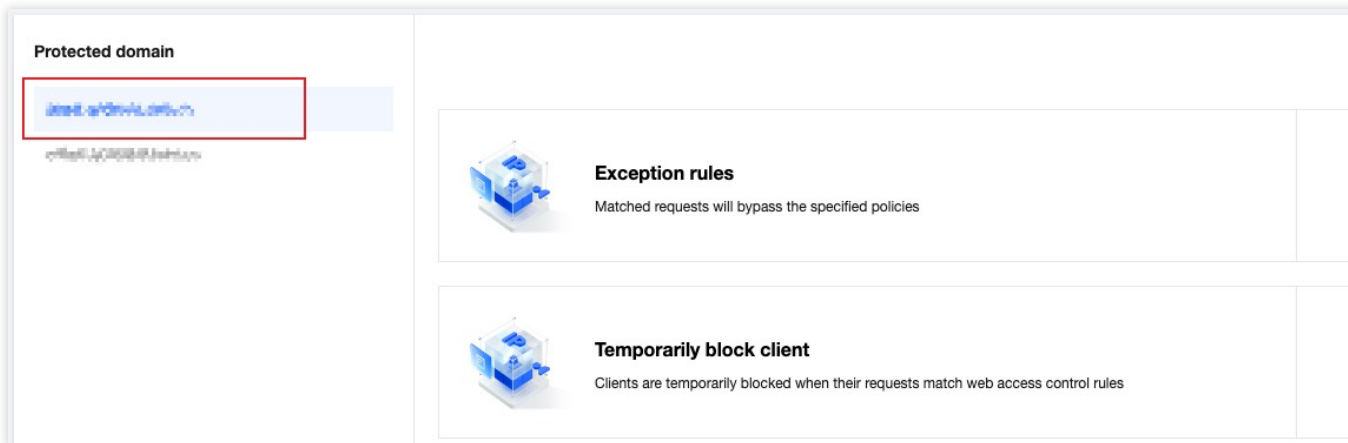 Protected domain
Exception rules
Matched requests will bypass the specified policies
Temporarily block client
Clients are temporarily blocked when their requests match web access control rules